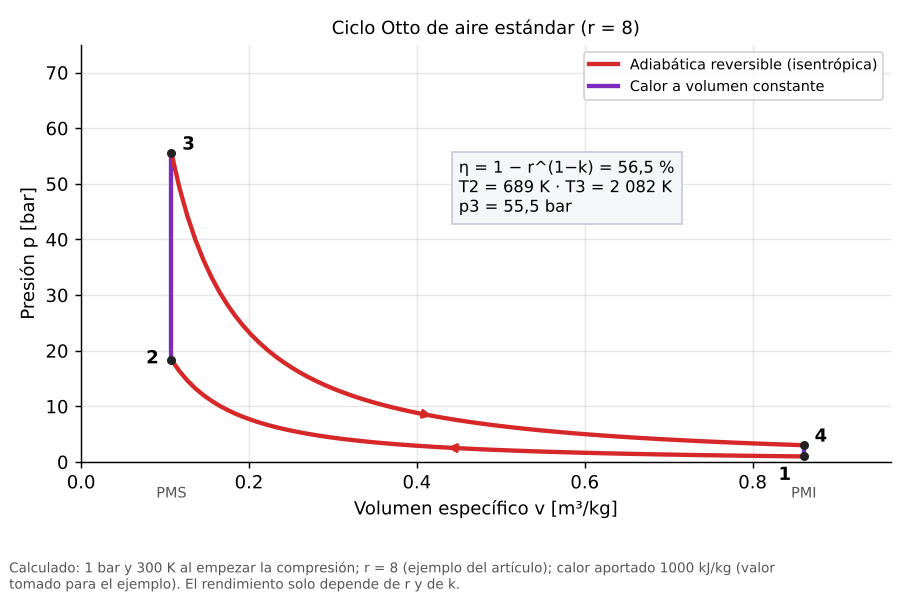 Ciclo Otto de aire estándar (r = 8)
Adiabática reversible (isentrópica)
Calor a volumen constante
η = 1 − r^(1−k) = 56,5 %
T2 = 689 K · T3 = 2 082 K
p3 = 55,5 bar
Presión p [bar]
70
60
50
40
30
20
10
0
3
2
4
1
0.0
0.2
0.4
0.6
0.8
PMS
PMI
Volumen específico v [m³/kg]
Calculado: 1 bar y 300 K al empezar la compresión; r = 8 (ejemplo del artículo); calor aportado 1000 kJ/kg (valor
tomado para el ejemplo). El rendimiento solo depende de r y de k.